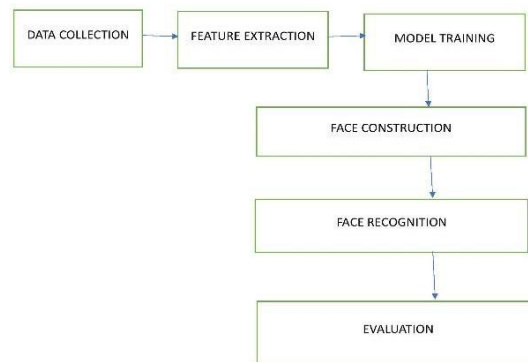 DATA COLLECTION
FEATURE EXTRACTION
MODEL TRAINING
FACE CONSTRUCTION
FACE RECOGNITION
EVALUATION